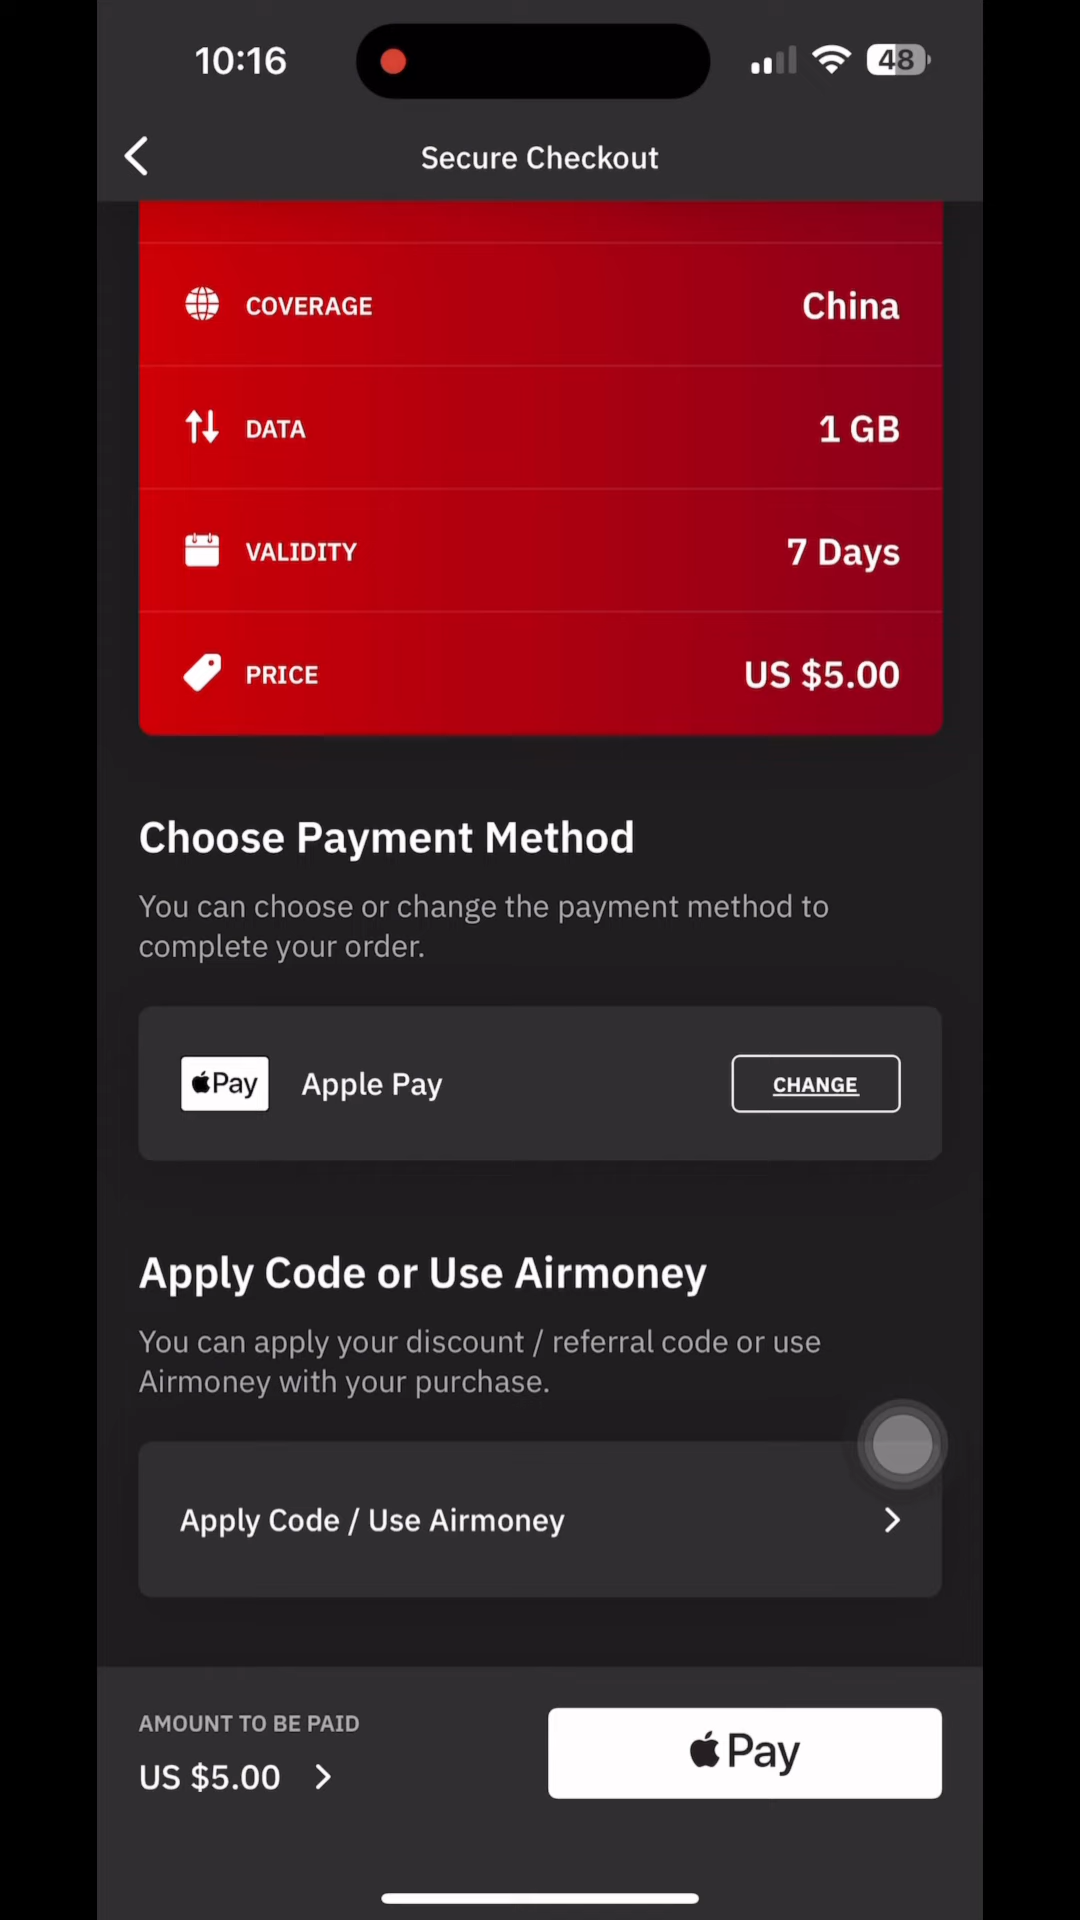 10:16
48
Secure Checkout
COVERAGE China
DATA 1 GB
VALIDITY 7 Days
PRICE US $5.00
Choose Payment Method
You can choose or change the payment method to
complete your order.
Pay Apple Pay CHANGE
Apply Code or Use Airmoney
You can apply your discount / referral code or use
Airmoney with your purchase.
Apply Code / Use Airmoney
AMOUNT TO BE PAID
US $5.00
Pay